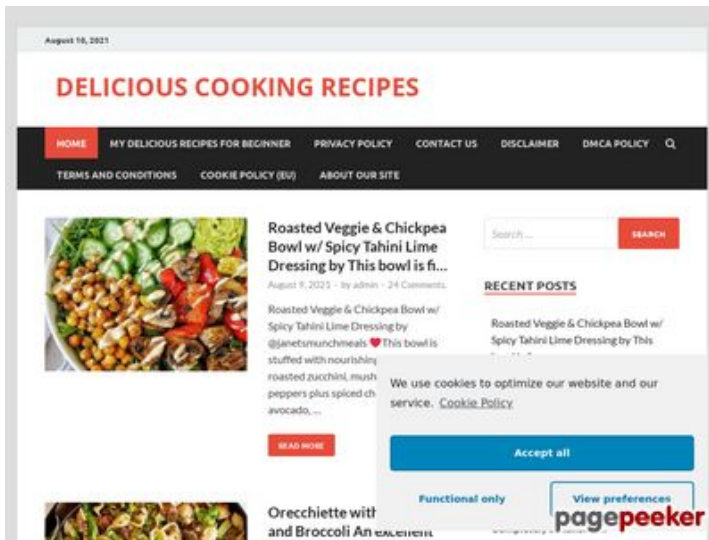 August 10, 2021
DELICIOUS COOKING RECIPES
HOME MY DELICIOUS RECIPES FOR BEGINNER PRIVACY POLICY CONTACT US DISCLAIMER DMCA POLICY
TERMS AND CONDITIONS COOKIE POLICY (EU) ABOUT OUR SITE
Roasted Veggie & Chickpea
Bowl w/ Spicy Tahini Lime
Dressing by This bowl is fi...
August 9, 2021 - by admin - 24 Comments.
Roasted Veggie & Chickpea Bowl w/
Spicy Tahini Lime Dressing by
@janetsmunchmeals ❤️This bowl is
stuffed with nourishing
roasted zucchini, mush
peppers plus spiced ch
avocado, ...
READ MORE
Search ...
SEARCH
RECENT POSTS
Roasted Veggie & Chickpea Bowl w/
Spicy Tahini Lime Dressing by This
We use cookies to optimize our website and our
service. Cookie Policy
Accept all
Functional only View preferences
Orecchiette with
and Broccoli An excellent
pagepeeker